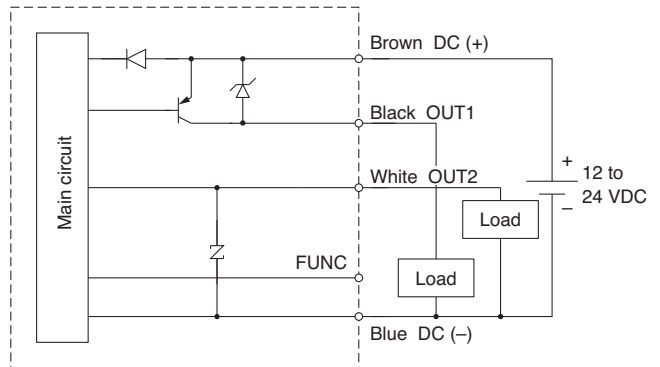 Main circuit
Brown DC (+)
Black OUT1
White OUT2
FUNC
Blue DC (–)
Load
Load
+
12 to
24 VDC
–